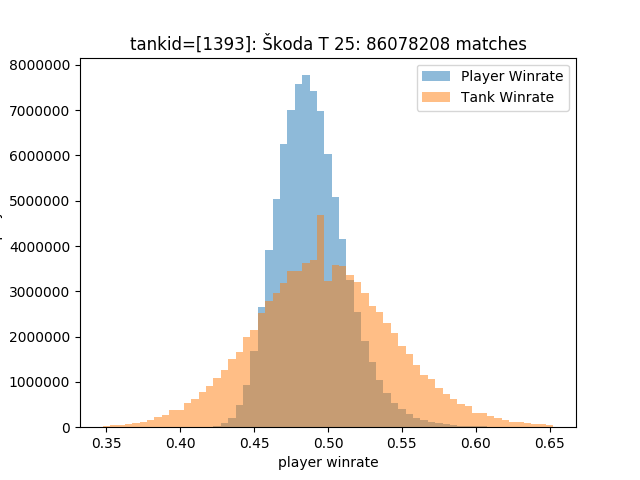 tankid=[1393]: Škoda T 25: 86078208 matches
Player Winrate
Tank Winrate
8000000
7000000
6000000
5000000
4000000
3000000
2000000
1000000
0
0.35 0.40 0.45 0.50 0.55 0.60 0.65
player winrate